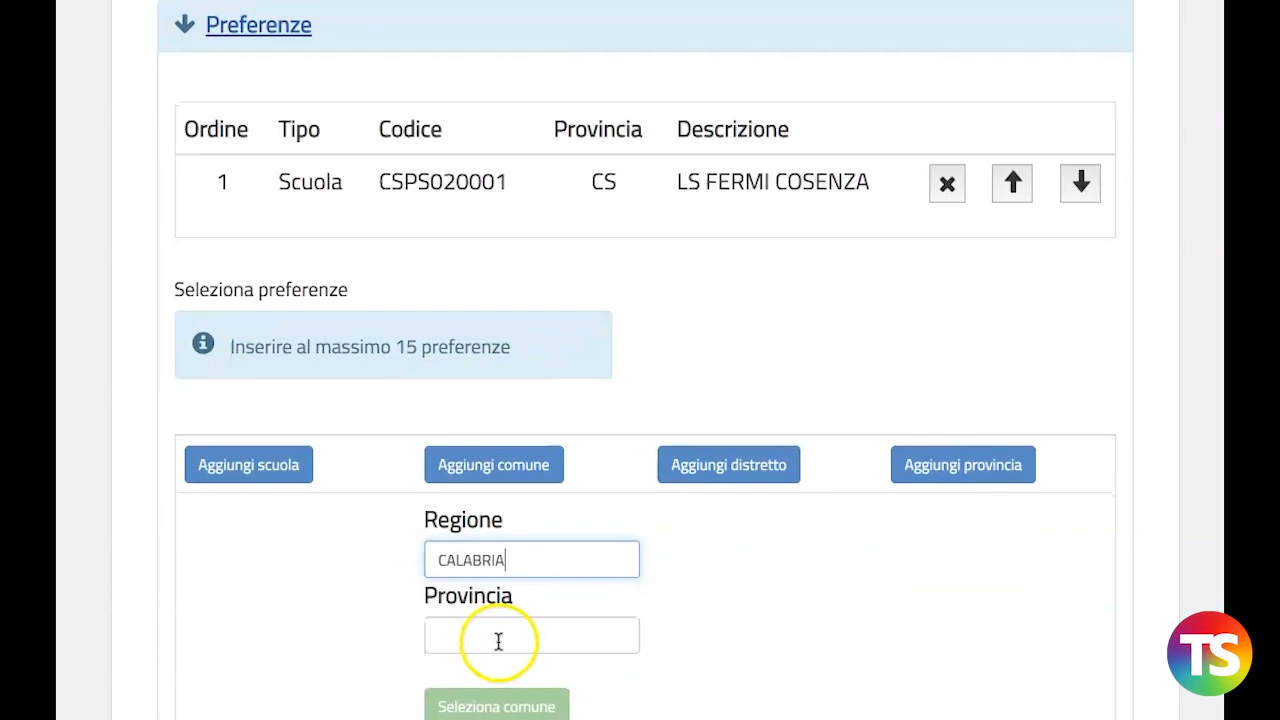 Preferenze
Ordine Tipo Codice Provincia Descrizione
1 Scuola CSPS020001 CS LS FERMI COSENZA
Seleziona preferenze
Inserire al massimo 15 preferenze
Aggiungi scuola Aggiungi comune Aggiungi distretto Aggiungi provincia
Regione
CALABRIA
Provincia
Seleziona comune
TS